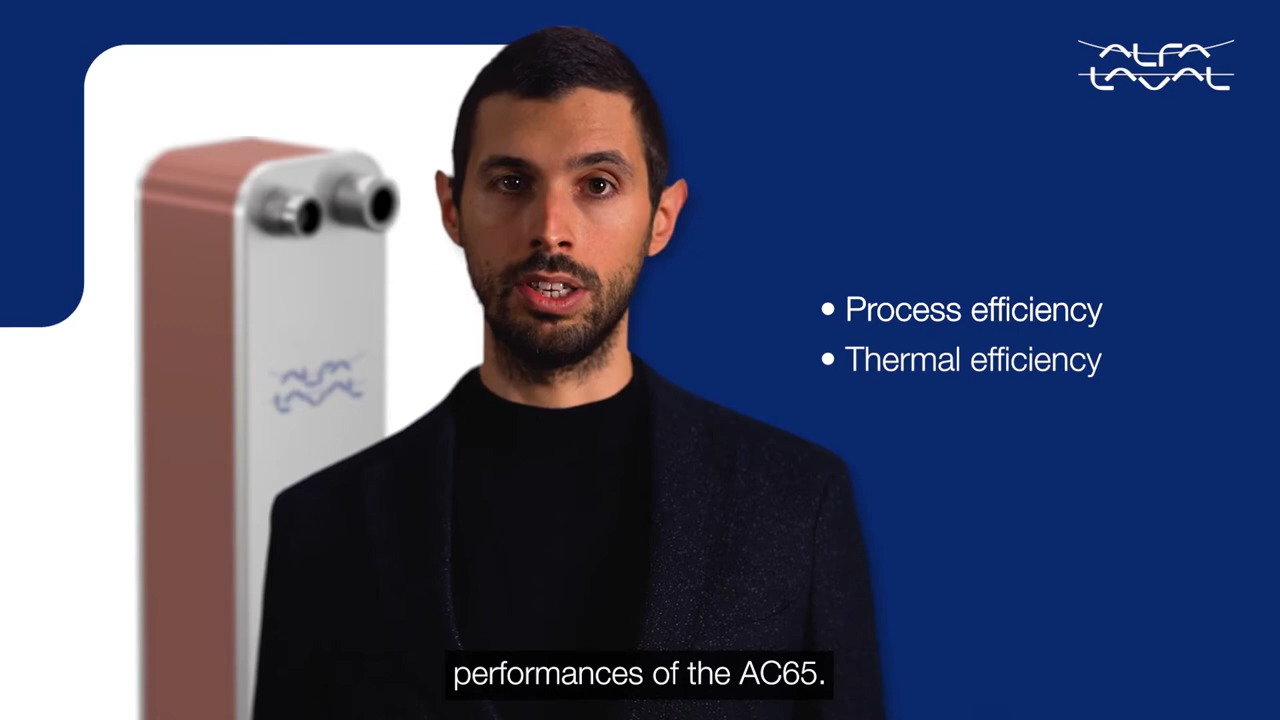 ALFA
LAVAL
• Process efficiency
• Thermal efficiency
performances of the AC65.